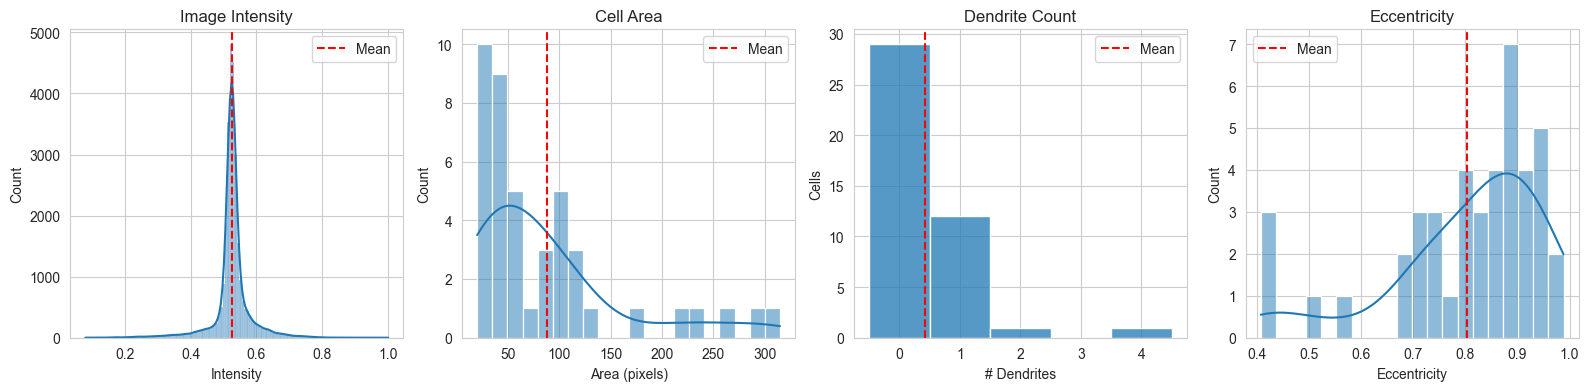 Image Intensity
Count
5000
4000
3000
2000
1000
0
0.2 0.4 0.6 0.8 1.0
Intensity
Mean
Cell Area
Count
10
8
6
4
2
0
50 100 150 200 250 300
Area (pixels)
Mean
Dendrite Count
Cells
30
25
20
15
10
5
0
0 1 2 3 4
# Dendrites
Mean
Eccentricity
Count
7
6
5
4
3
2
1
0
0.4 0.5 0.6 0.7 0.8 0.9 1.0
Eccentricity
Mean